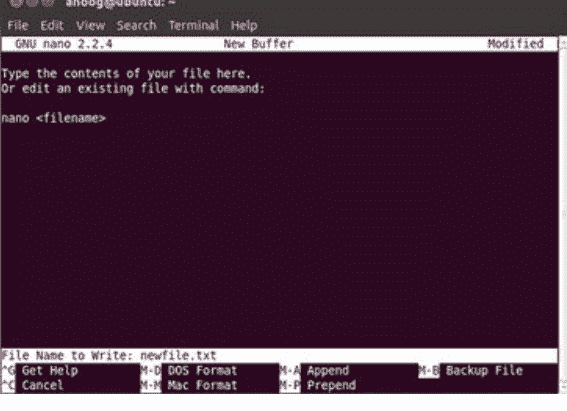 ahoog@ubuntu: ~
File Edit View Search Terminal Help
GNU nano 2.2.4 New Buffer Modified
Type the contents of your file here.
Or edit an existing file with command:
nano <filename>
File Name to Write: newfile.txt
^G Get Help M-D DOS Format M-A Append M-B Backup File
^C Cancel M-M Mac Format M-P Prepend